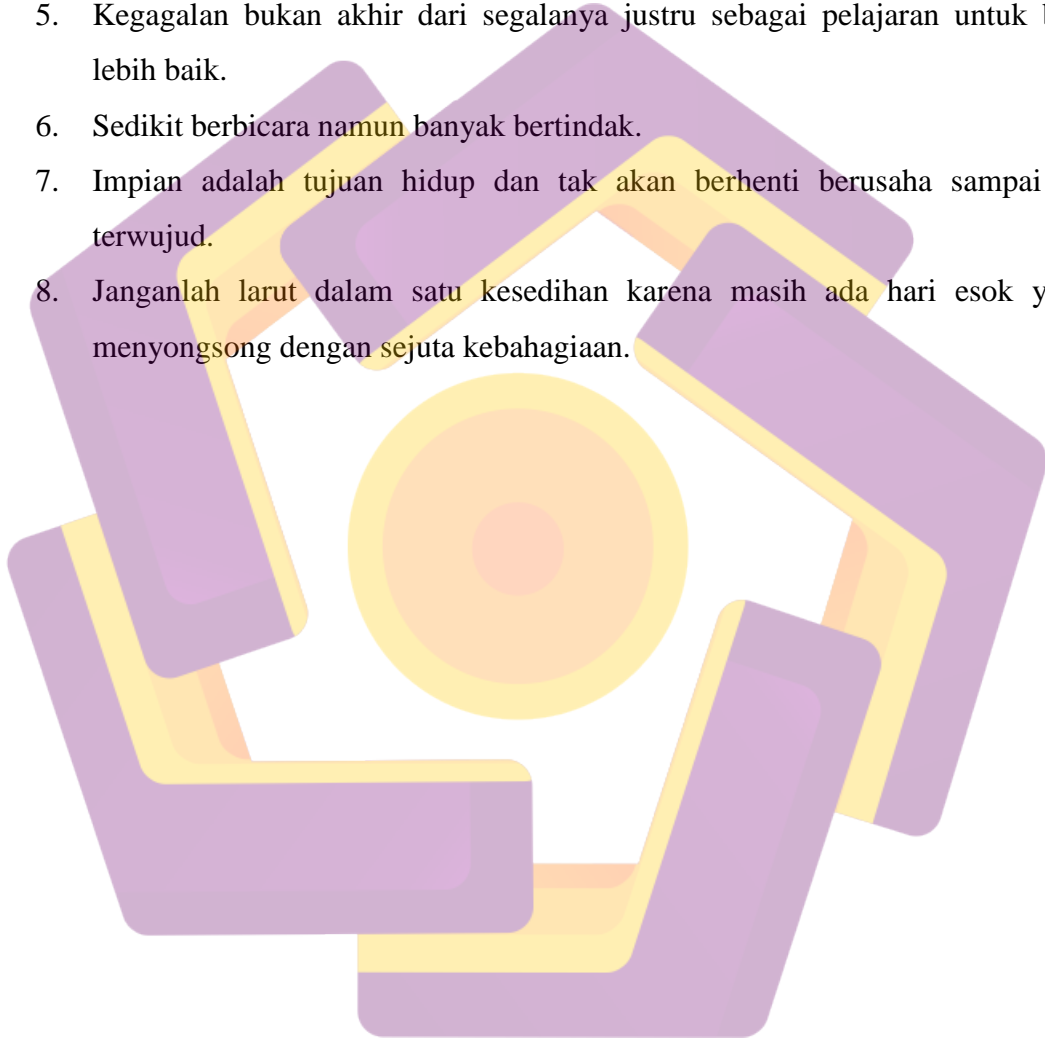 5. Kegagalan bukan akhir dari segalanya justru sebagai pelajaran untuk
lebih baik.
6. Sedikit berbicara namun banyak bertindak.
7. Impian adalah tujuan hidup dan tak akan berhenti berusaha sampai
terwujud.
8. Janganlah larut dalam satu kesedihan karena masih ada hari esok
menyongsong dengan sejuta kebahagiaan.